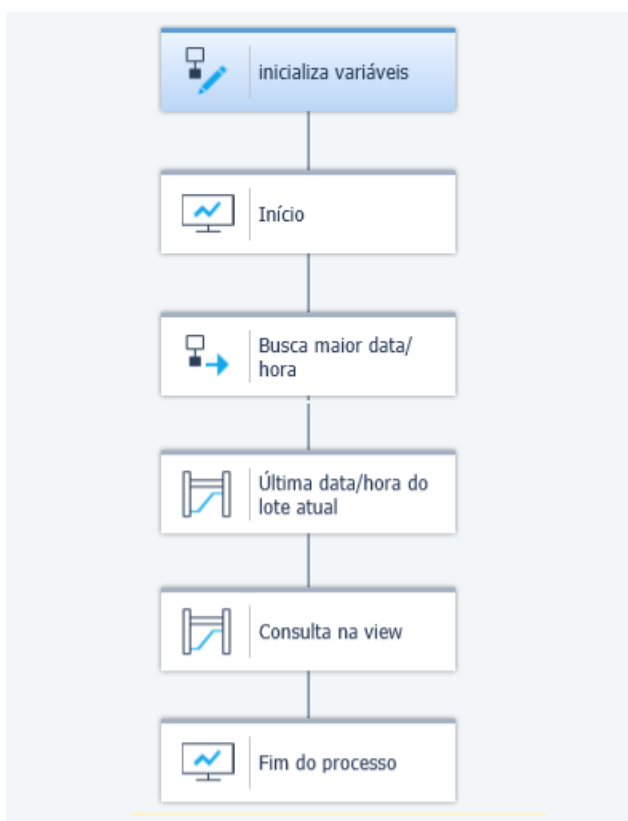 inicializa variáveis
Início
Busca maior data/
hora
Última data/hora do
lote atual
Consulta na view
Fim do processo